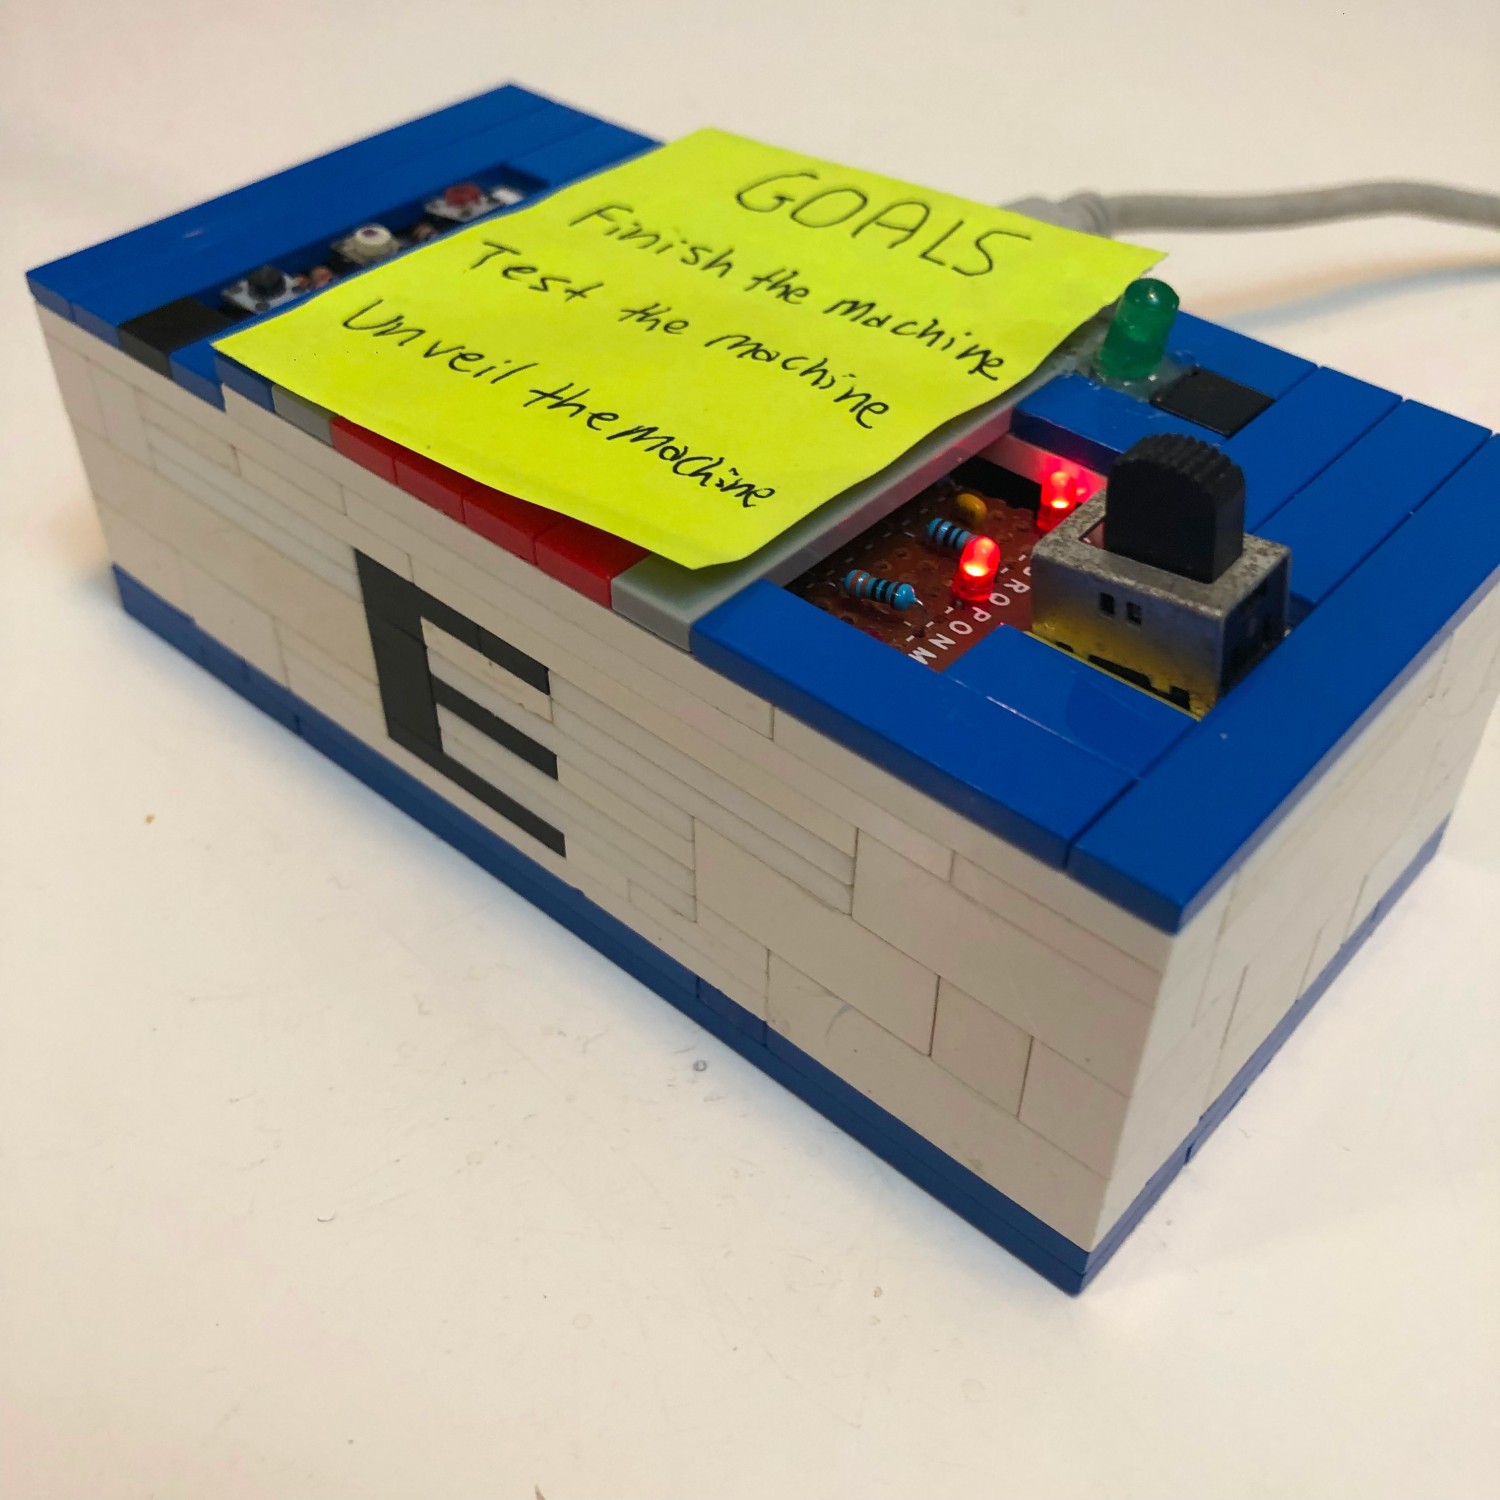 GOALS
Finish the machine
Test the machine
Unveil the machine
E
R
Q
P
O
N
M